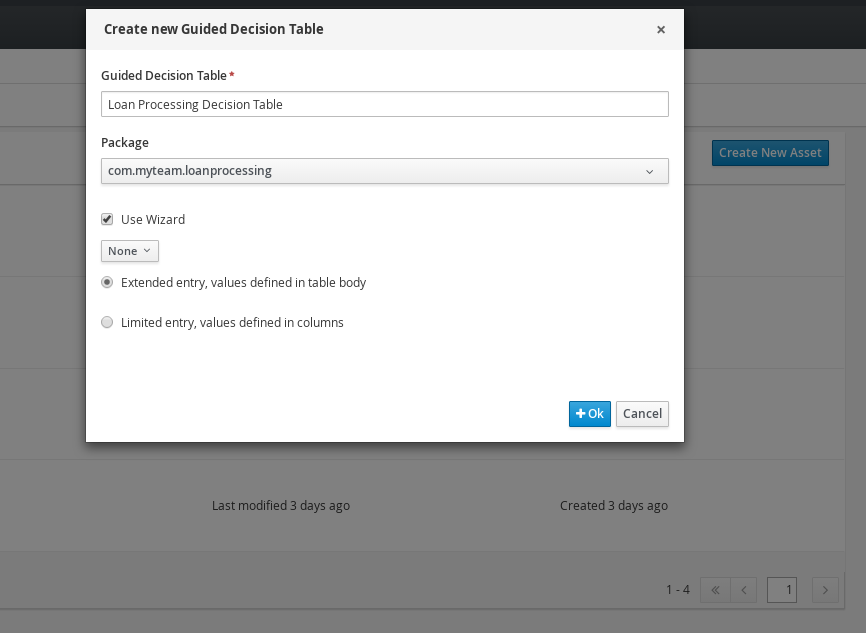 Create new Guided Decision Table ×
Guided Decision Table*
Loan Processing Decision Table
Package
com.myteam.loanprocessing
Create New Asset
Use Wizard
None
Extended entry, values defined in table body
Limited entry, values defined in columns
+ Ok Cancel
Last modified 3 days ago Created 3 days ago
1 - 4 « ‹ 1 ›